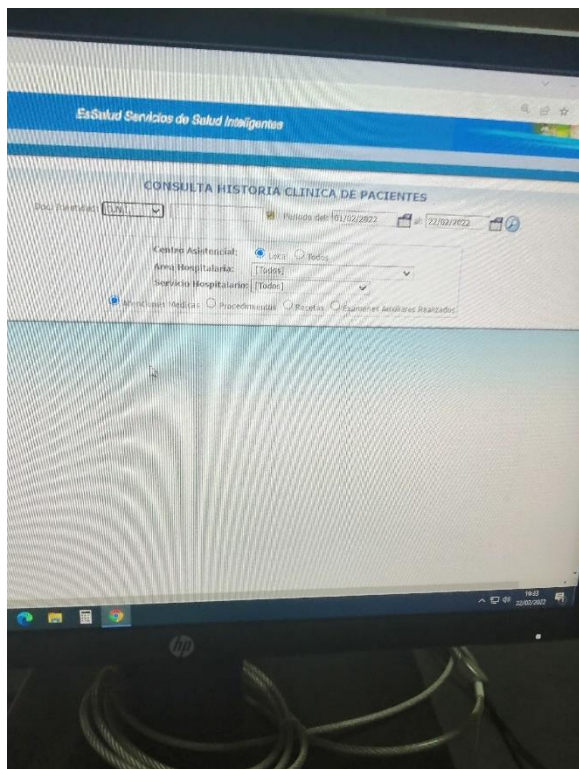 EsSalud Servicios de Salud Inteligentes
CONSULTA HISTORIA CLINICA DE PACIENTES
D.N.I. Periodo del: 01/02/2022 al: 22/02/2022
Centro Asistencial: Local Todos
Area Hospitalaria: [Todos]
Servicio Hospitalario: [Todos]
Atenciones Medicas Procedimientos Recetas Examenes Auxiliares Realizados
22/02/2022
hp